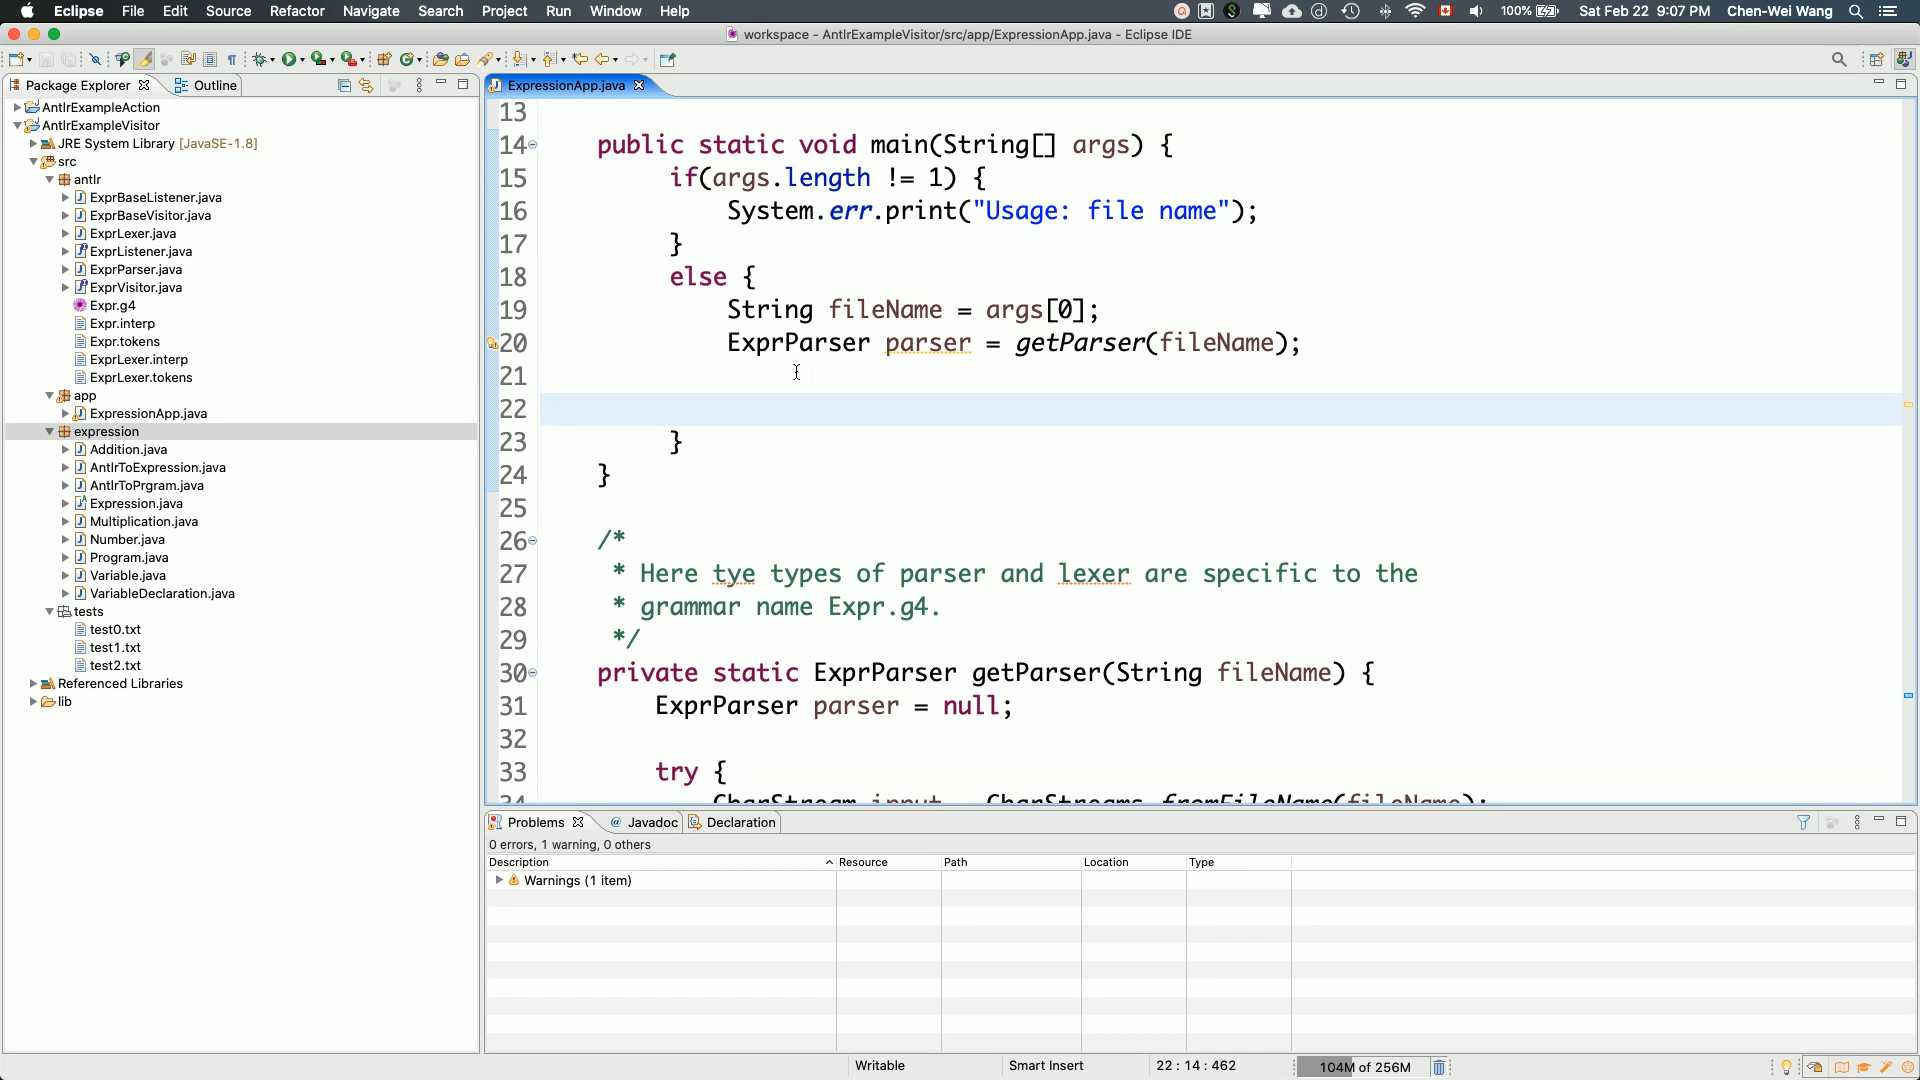 Eclipse File Edit Source Refactor Navigate Search Project Run Window Help 100% Sat Feb 22 9:07 PM Chen-Wei Wang
workspace - AntlrExampleVisitor/src/app/ExpressionApp.java - Eclipse IDE
Package Explorer Outline
AntlrExampleAction
AntlrExampleVisitor
JRE System Library [JavaSE-1.8]
src
antlr
ExprBaseListener.java
ExprBaseVisitor.java
ExprLexer.java
ExprListener.java
ExprParser.java
ExprVisitor.java
Expr.g4
Expr.interp
Expr.tokens
ExprLexer.interp
ExprLexer.tokens
app
ExpressionApp.java
expression
Addition.java
AntlrToExpression.java
AntlrToPrgram.java
Expression.java
Multiplication.java
Number.java
Program.java
Variable.java
VariableDeclaration.java
tests
test0.txt
test1.txt
test2.txt
Referenced Libraries
lib
ExpressionApp.java
13
14 public static void main(String[] args) {
15 if(args.length != 1) {
16 System.err.print("Usage: file name");
17 }
18 else {
19 String fileName = args[0];
20 ExprParser parser = getParser(fileName);
21
22
23 }
24 }
25
26 /*
27 * Here tye types of parser and lexer are specific to the
28 * grammar name Expr.g4.
29 */
30 private static ExprParser getParser(String fileName) {
31 ExprParser parser = null;
32
33 try {
34 CharStream input = CharStreams.fromFileName(fileName);
Problems Javadoc Declaration
0 errors, 1 warning, 0 others
Description Resource Path Location Type
Warnings (1 item)
Writable Smart Insert 22 : 14 : 462 104M of 256M